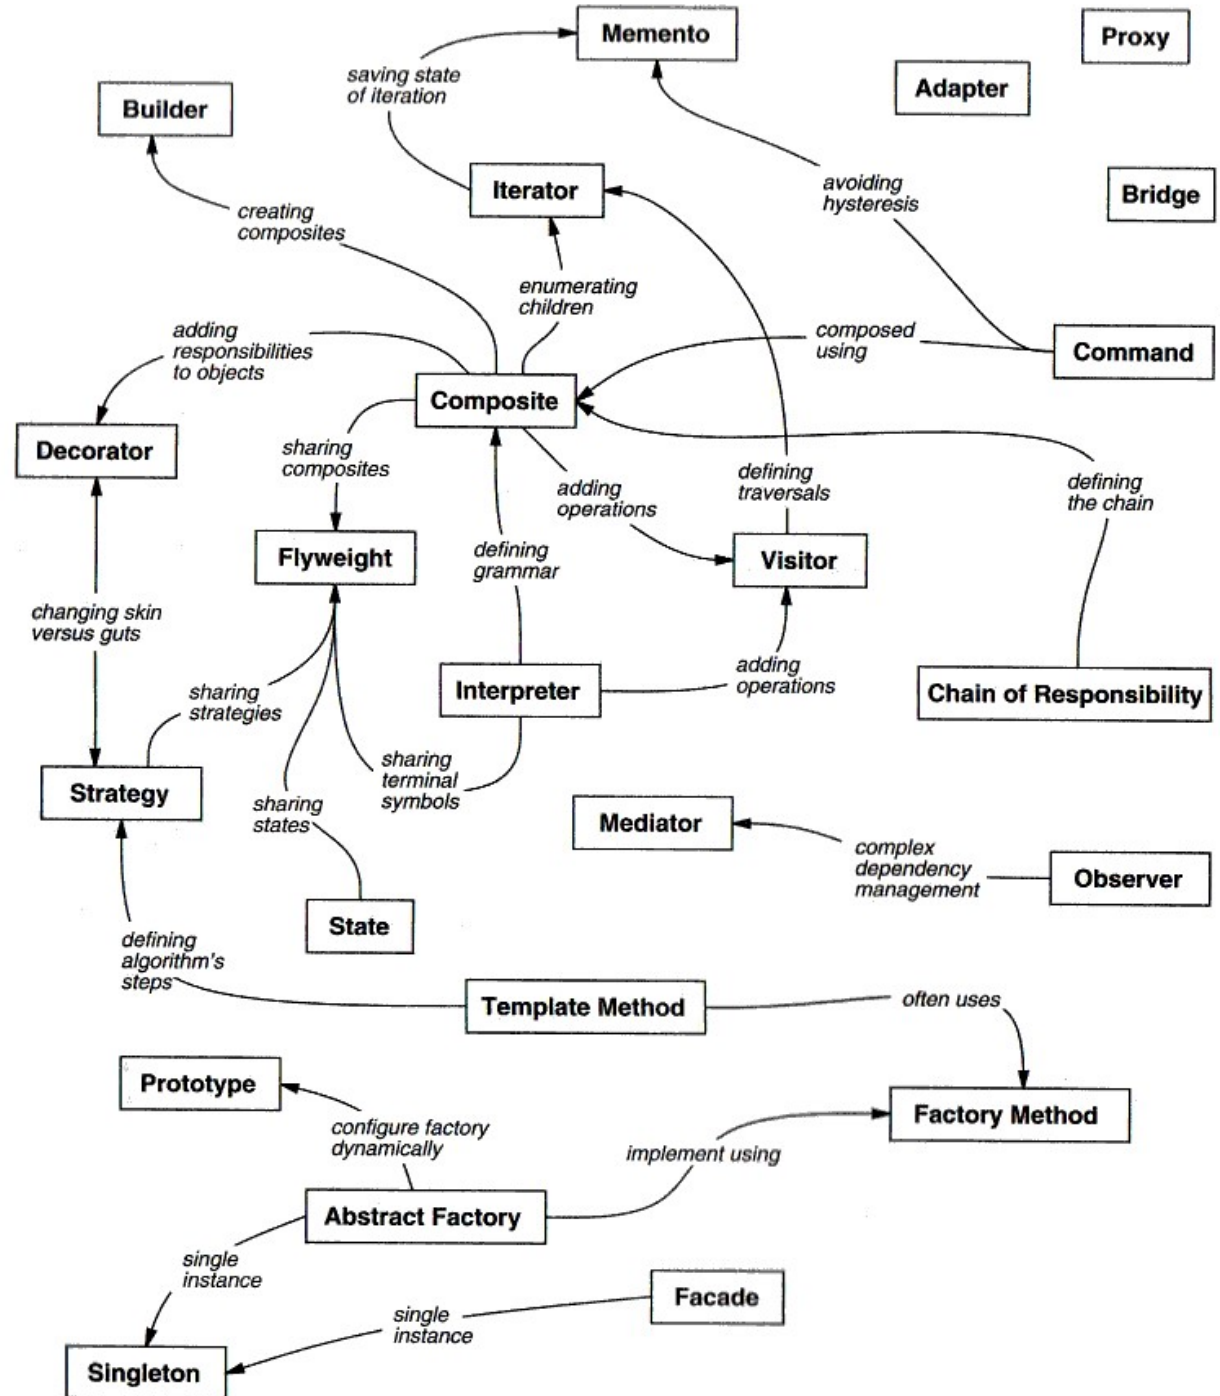 Memento
Proxy
saving state
of iteration
Adapter
Builder
Iterator
avoiding
hysteresis
Bridge
creating
composites
enumerating
children
adding
responsibilities
to objects
composed
using
Command
Composite
Decorator
sharing
composites
adding
operations
defining
traversals
defining
the chain
Flyweight
defining
grammar
Visitor
changing skin
versus guts
sharing
strategies
Interpreter
adding
operations
Chain of Responsibility
Strategy
sharing
terminal
symbols
sharing
states
Mediator
complex
dependency
management
Observer
State
defining
algorithm's
steps
Template Method
often uses
Prototype
Factory Method
configure factory
dynamically
implement using
Abstract Factory
single
instance
Facade
single
instance
Singleton